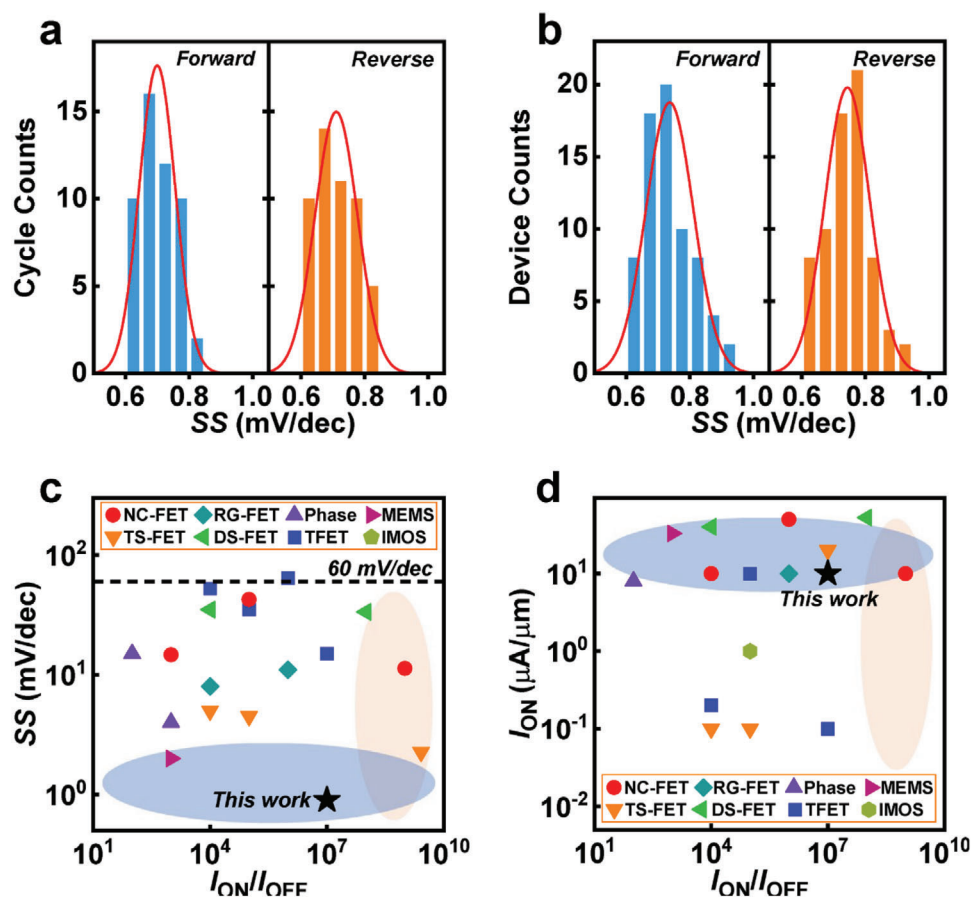 a
Forward
Reverse
Cycle Counts
15
10
5
0
0.6 0.8 1.0 0.6 0.8 1.0
SS (mV/dec)
b
Forward
Reverse
Device Counts
20
15
10
5
0
0.6 0.8 1.0 0.6 0.8 1.0
SS (mV/dec)
c
NC-FET RG-FET Phase MEMS
TS-FET DS-FET TFET IMOS
60 mV/dec
This work
SS (mV/dec)
10²
10¹
10⁰
10¹ 10⁴ 10⁷ 10¹⁰
I_ON/I_OFF
d
This work
I_ON (μA/μm)
10¹
10⁰
10⁻¹
10⁻²
NC-FET RG-FET Phase MEMS
TS-FET DS-FET TFET IMOS
10¹ 10⁴ 10⁷ 10¹⁰
I_ON/I_OFF